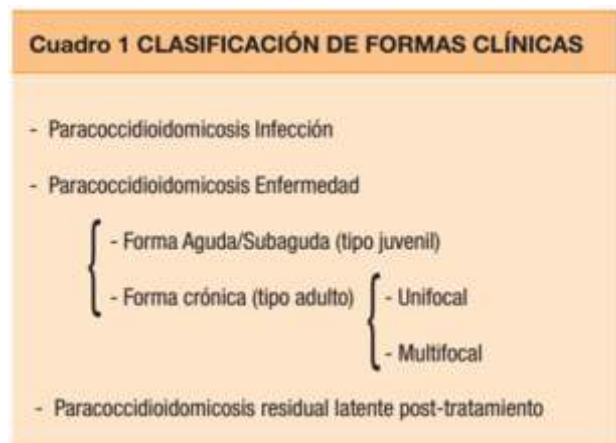 Cuadro 1 CLASIFICACIÓN DE FORMAS CLÍNICAS
- Paracoccidioidomicosis Infección
- Paracoccidioidomicosis Enfermedad
- Forma Aguda/Subaguda (tipo juvenil)
- Forma crónica (tipo adulto)
- Unifocal
- Multifocal
- Paracoccidioidomicosis residual latente post-tratamiento